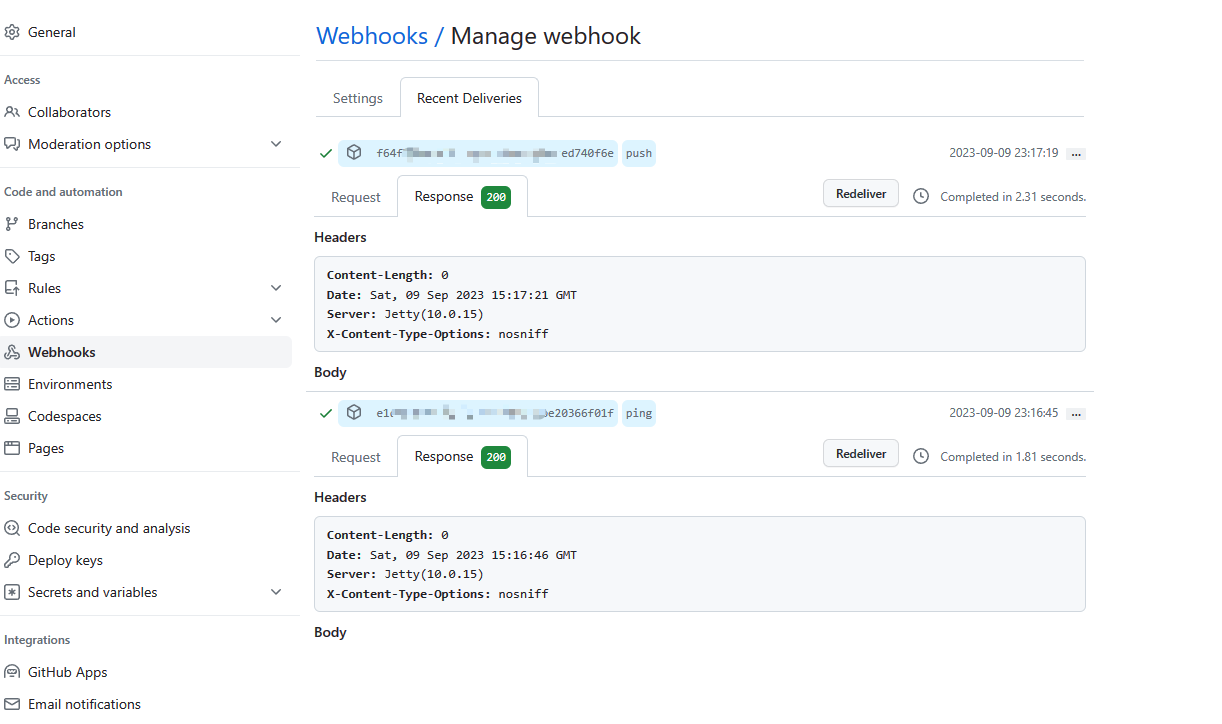 General
Access
Collaborators
Moderation options
Code and automation
Branches
Tags
Rules
Actions
Webhooks
Environments
Codespaces
Pages
Security
Code security and analysis
Deploy keys
Secrets and variables
Integrations
GitHub Apps
Email notifications
Webhooks / Manage webhook
Settings Recent Deliveries
ed740f6e push 2023-09-09 23:17:19 ...
Request Response 200 Redeliver Completed in 2.31 seconds.
Headers
Content-Length: 0
Date: Sat, 09 Sep 2023 15:17:21 GMT
Server: Jetty(10.0.15)
X-Content-Type-Options: nosniff
Body
e20366f01f ping 2023-09-09 23:16:45 ...
Request Response 200 Redeliver Completed in 1.81 seconds.
Headers
Content-Length: 0
Date: Sat, 09 Sep 2023 15:16:46 GMT
Server: Jetty(10.0.15)
X-Content-Type-Options: nosniff
Body